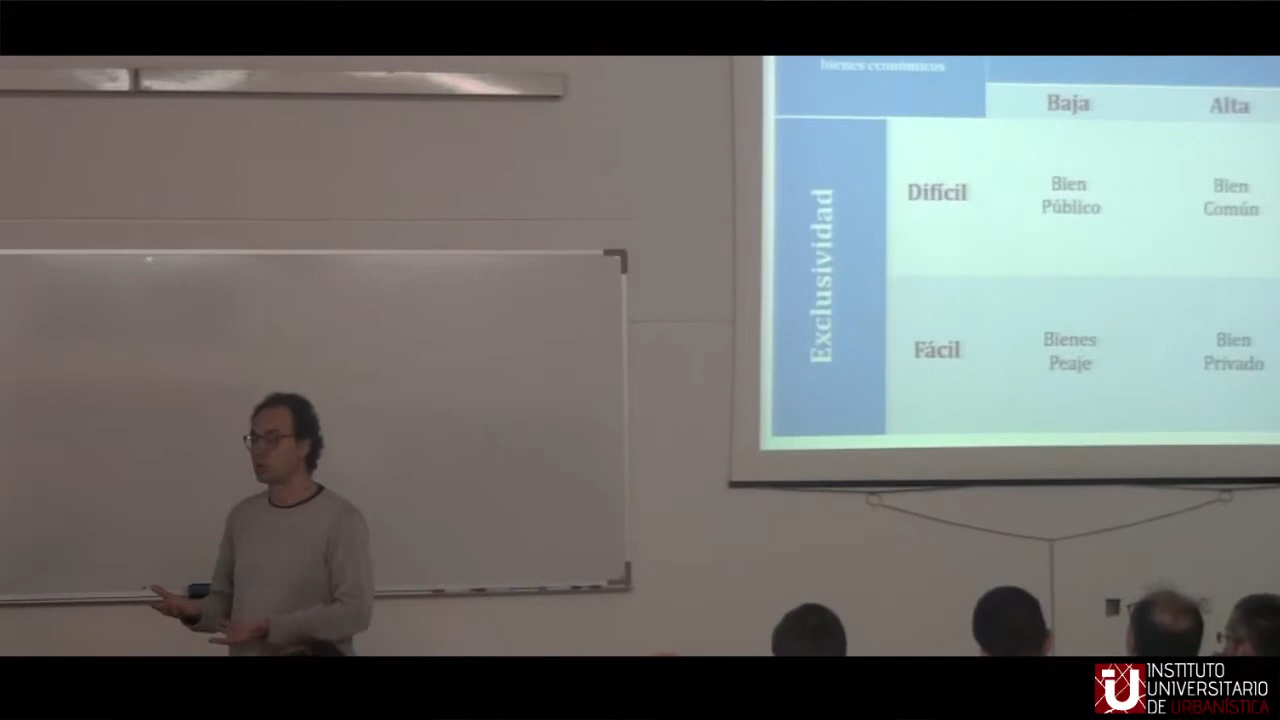 bienes económicos
Baja
Alta
Exclusividad
Difícil
Bien
Público
Bien
Común
Fácil
Bienes
Peaje
Bien
Privado
iU
INSTITUTO
UNIVERSITARIO
DE URBANÍSTICA